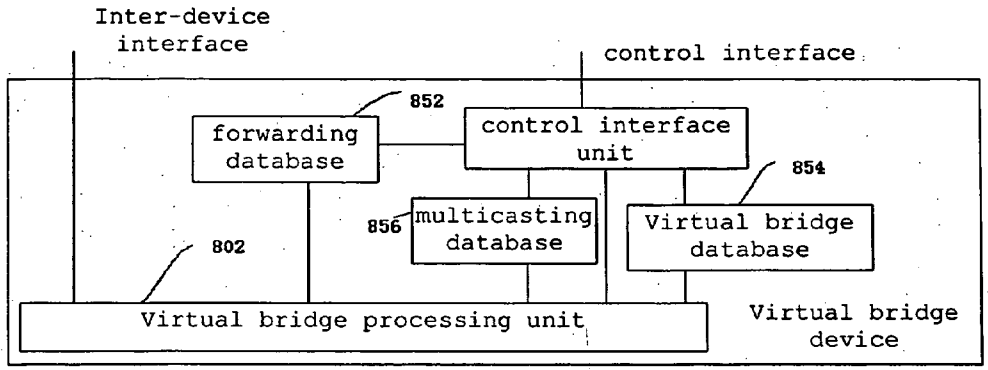 Inter-device
interface
control interface
852
forwarding
database
control interface
unit
854
856
multicasting
database
Virtual bridge
database
802
Virtual bridge processing unit
Virtual bridge
device